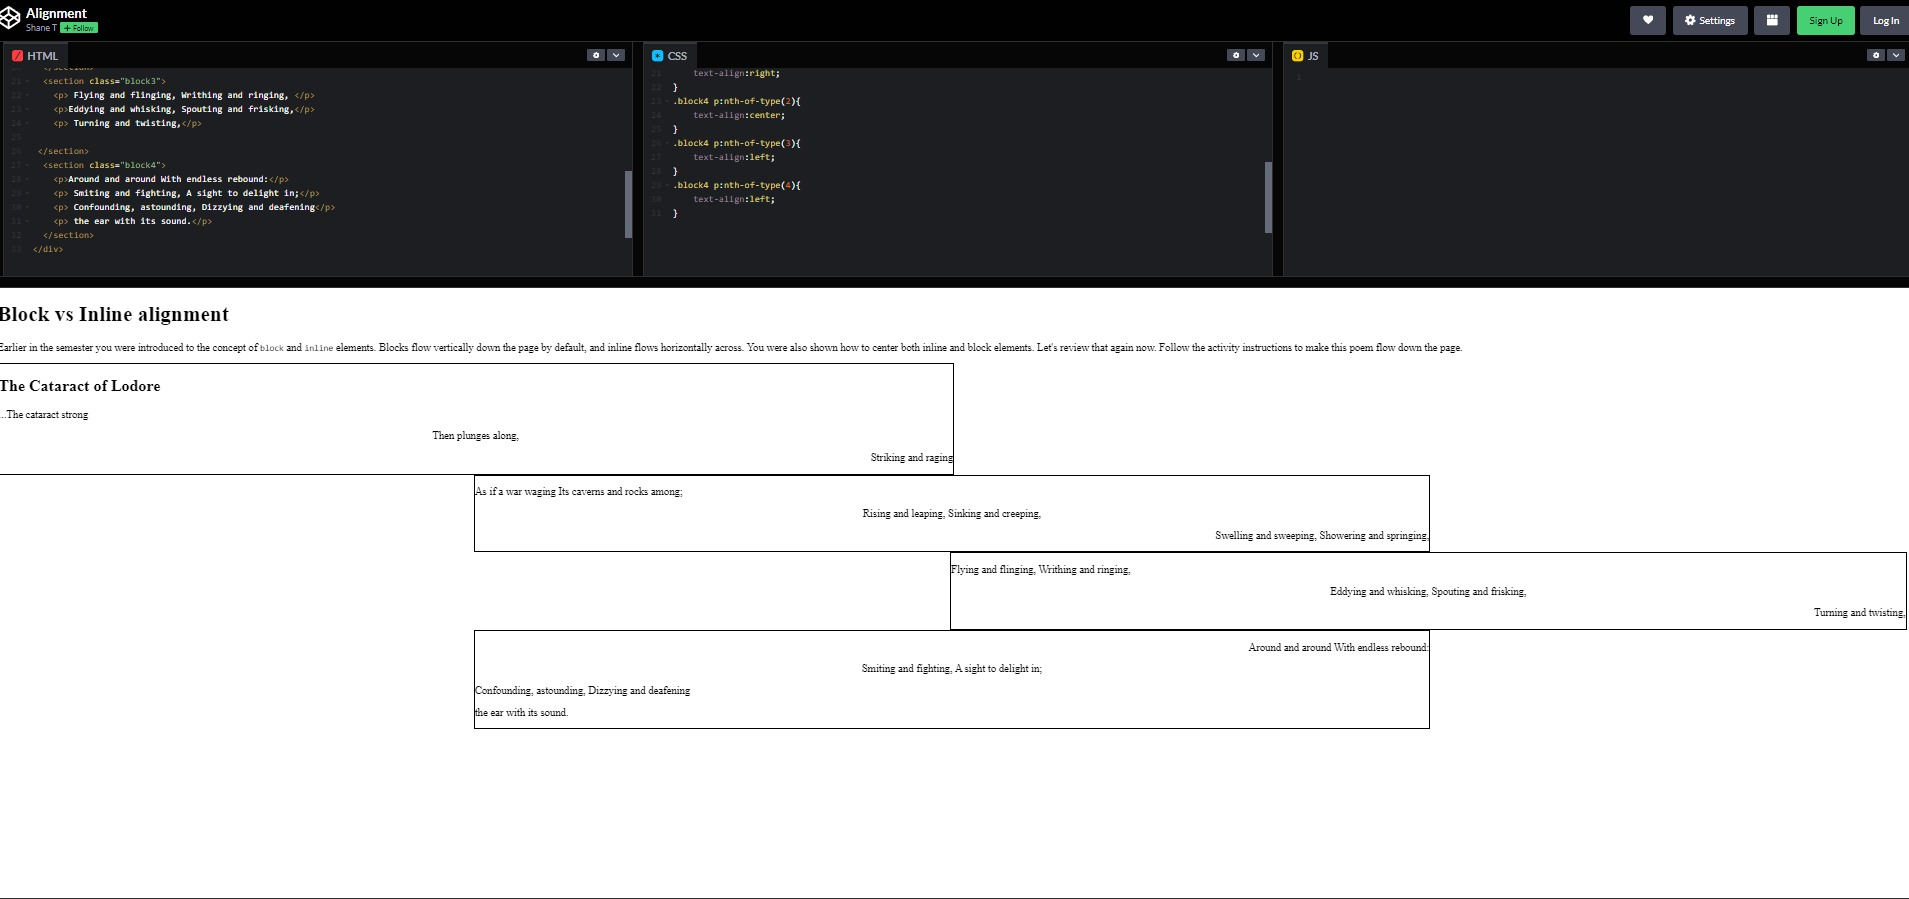 Alignment
Shane T + Follow
Settings
Sign Up
Log In
HTML
CSS
JS
20 </section>
21 <section class="block3">
22 <p> Flying and flinging, Writhing and ringing, </p>
23 <p>Eddying and whisking, Spouting and frisking,</p>
24 <p> Turning and twisting,</p>
25
26 </section>
27 <section class="block4">
28 <p>Around and around With endless rebound:</p>
29 <p> Smiting and fighting, A sight to delight in;</p>
30 <p> Confounding, astounding, Dizzying and deafening</p>
31 <p> the ear with its sound.</p>
32 </section>
33 </div>
21 text-align:right;
22 }
23 .block4 p:nth-of-type(2){
24 text-align:center;
25 }
26 .block4 p:nth-of-type(3){
27 text-align:left;
28 }
29 .block4 p:nth-of-type(4){
30 text-align:left;
31 }
1
Block vs Inline alignment
Earlier in the semester you were introduced to the concept of block and inline elements. Blocks flow vertically down the page by default, and inline flows horizontally across. You were also shown how to center both inline and block elements. Let's review that again now. Follow the activity instructions to make this poem flow down the page.
The Cataract of Lodore
...The cataract strong
Then plunges along,
Striking and raging
As if a war waging Its caverns and rocks among;
Rising and leaping, Sinking and creeping,
Swelling and sweeping, Showering and springing,
Flying and flinging, Writhing and ringing,
Eddying and whisking, Spouting and frisking,
Turning and twisting,
Around and around With endless rebound:
Smiting and fighting, A sight to delight in;
Confounding, astounding, Dizzying and deafening
the ear with its sound.